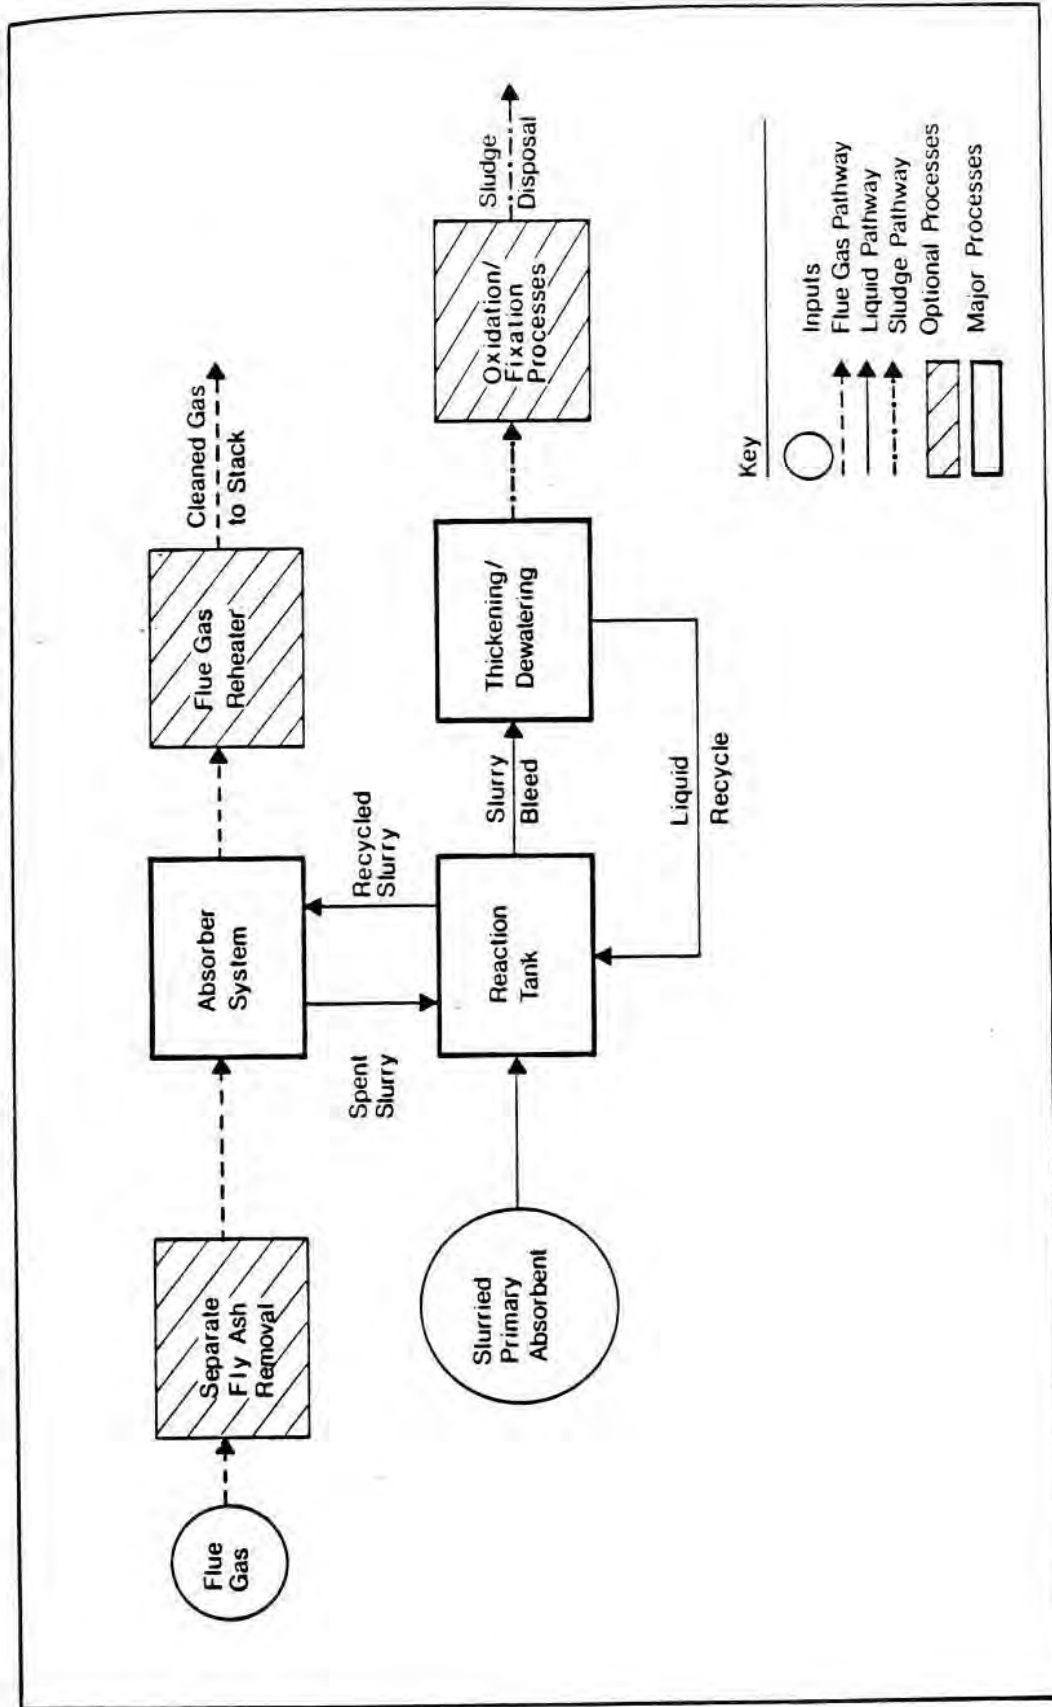 Flue
Gas
Separate
Fly Ash
Removal
Absorber
System
Flue Gas
Reheater
Cleaned Gas
to Stack
Spent
Slurry
Recycled
Slurry
Slurried
Primary
Absorbent
Reaction
Tank
Slurry
Bleed
Thickening/
Dewatering
Oxidation/
Fixation
Processes
Sludge
Disposal
Liquid
Recycle
Key
Inputs
Flue Gas Pathway
Liquid Pathway
Sludge Pathway
Optional Processes
Major Processes